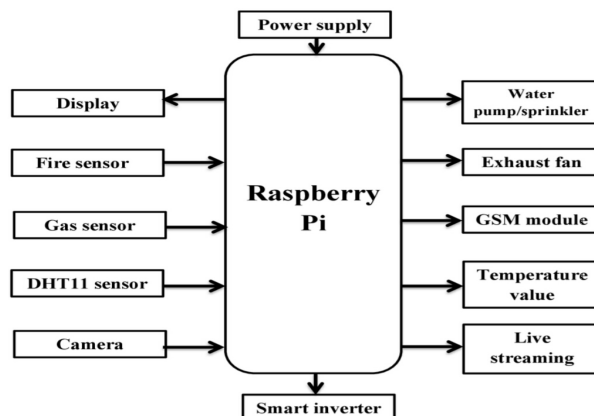 Power supply
Display
Fire sensor
Gas sensor
DHT11 sensor
Camera
Raspberry
Pi
Water
pump/sprinkler
Exhaust fan
GSM module
Temperature
value
Live
streaming
Smart inverter